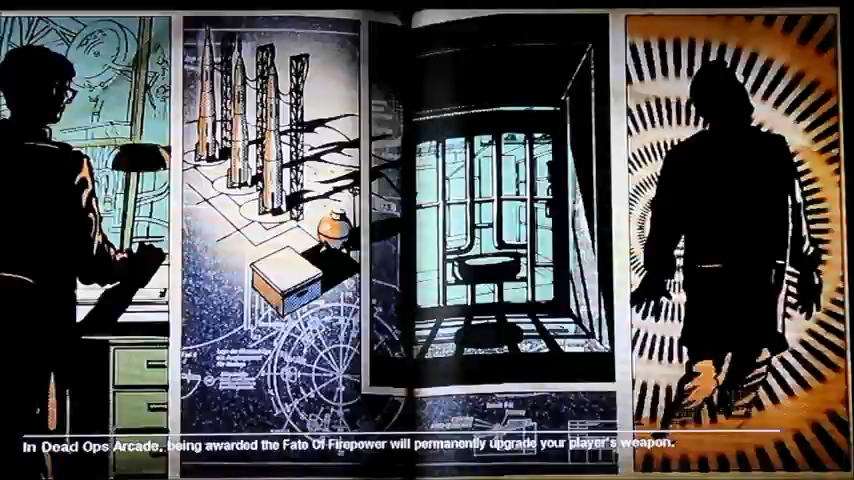 In Dead Ops Arcade, being awarded the Fate Of Firepower will permanently upgrade your player's weapon.